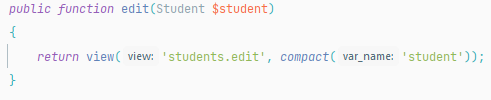 public function edit(Student $student)
{
return view( view: 'students.edit', compact( var_name: 'student'));
}